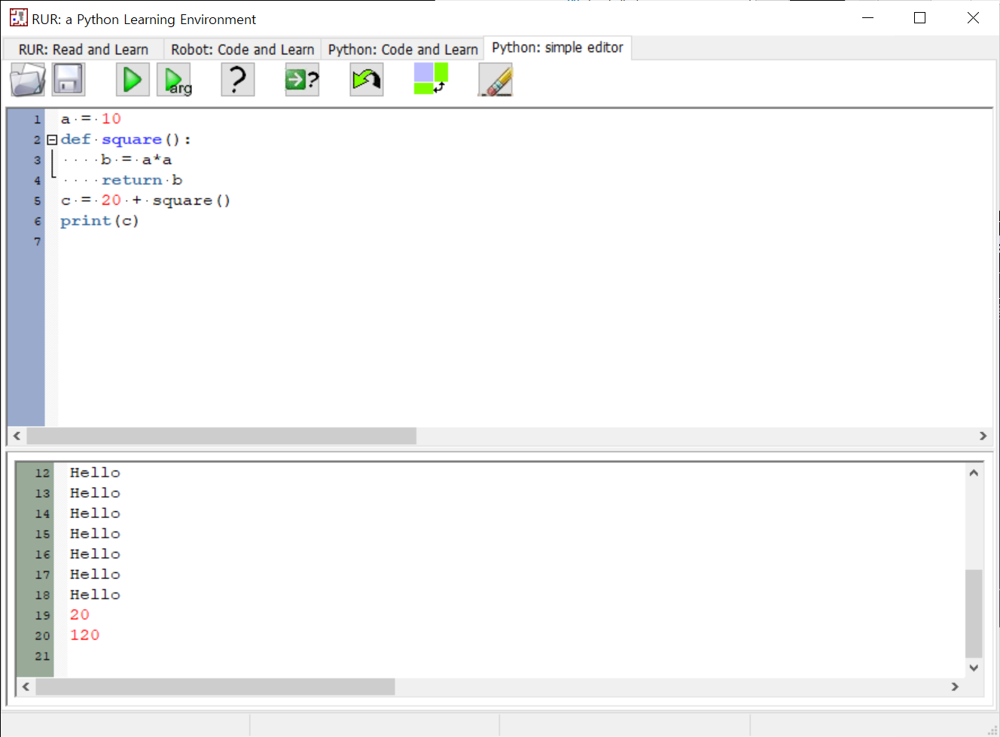 RUR: a Python Learning Environment
RUR: Read and Learn Robot: Code and Learn Python: Code and Learn Python: simple editor
arg ? ?
1 a = 10
2 def square():
3 b = a*a
4 return b
5 c = 20 + square()
6 print(c)
7
12 Hello
13 Hello
14 Hello
15 Hello
16 Hello
17 Hello
18 Hello
19 20
20 120
21